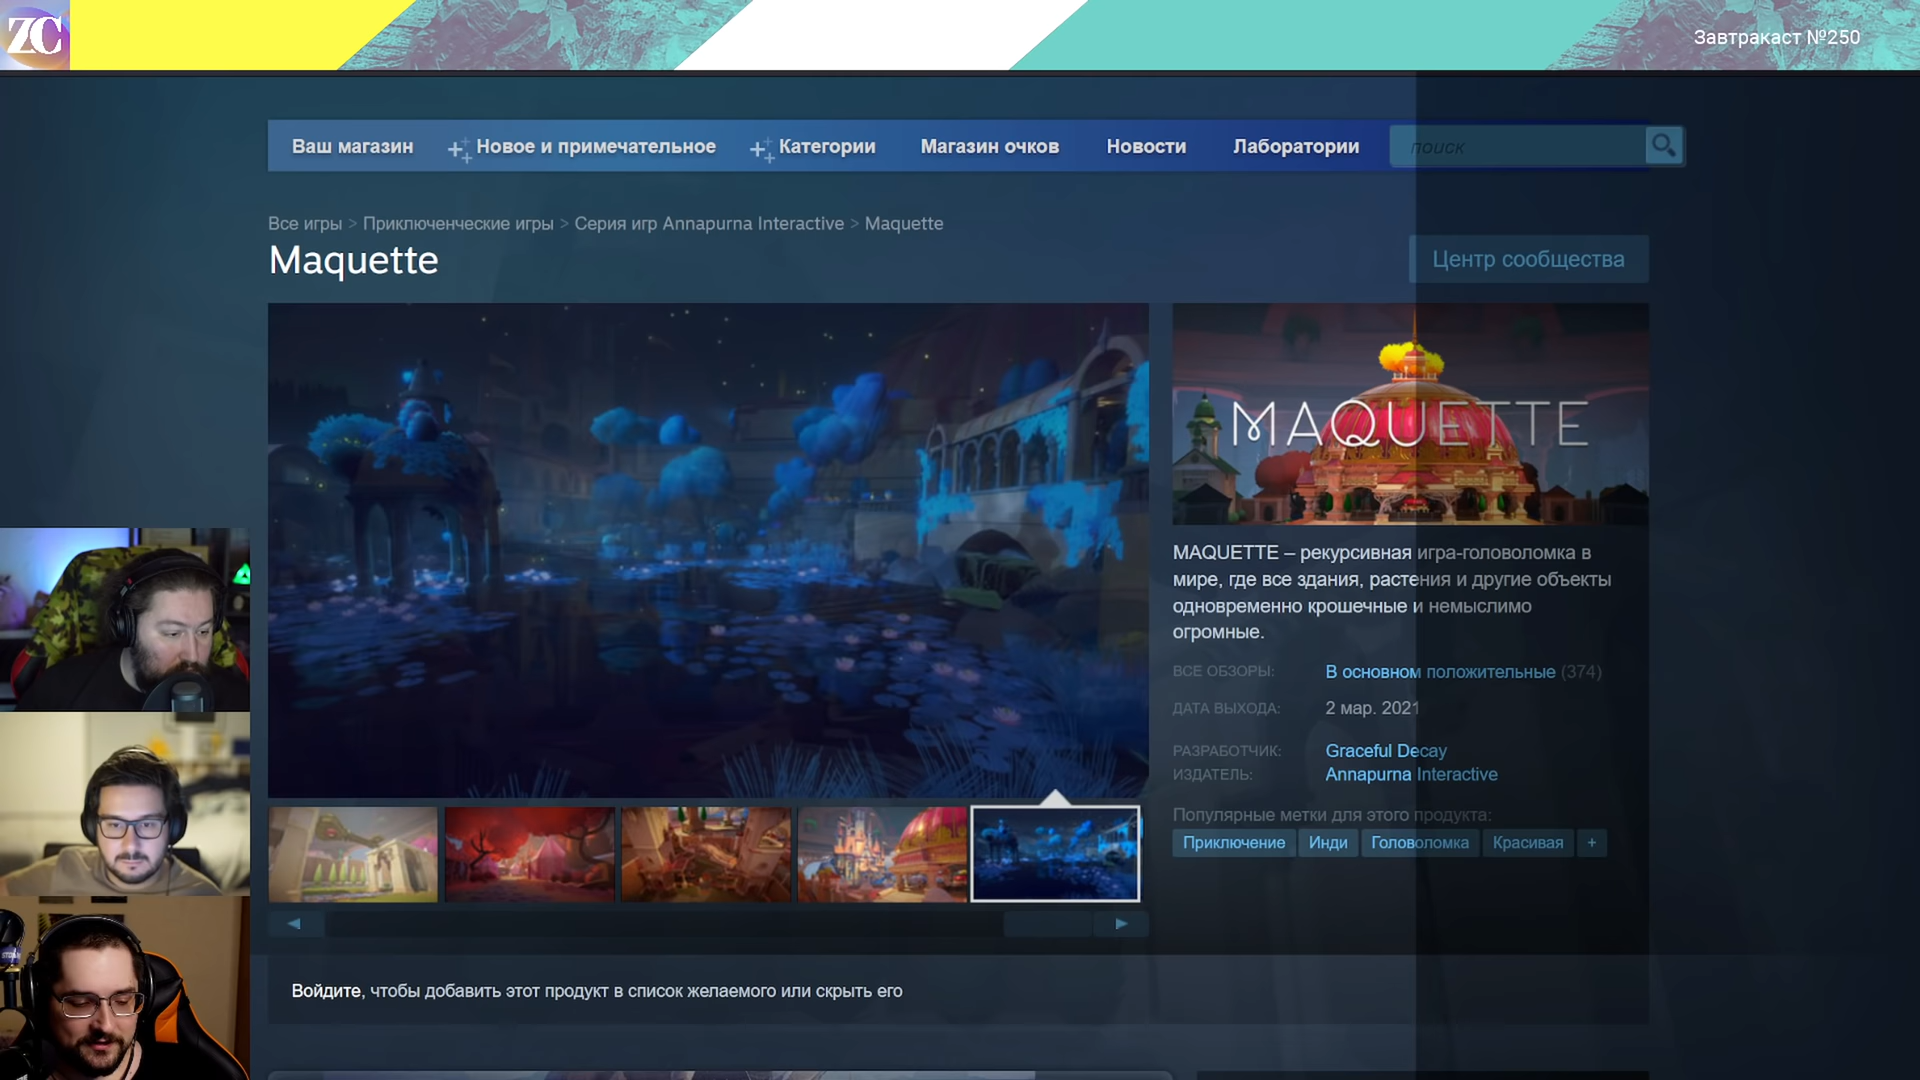 ZC
Завтракаст №250
Ваш магазин
Новое и примечательное
Категории
Магазин очков
Новости
Лаборатории
поиск
Все игры > Приключенческие игры > Серия игр Annapurna Interactive > Maquette
Maquette
Центр сообщества
MAQUETTE
MAQUETTE – рекурсивная игра-головоломка в
мире, где все здания, растения и другие объекты
одновременно крошечные и немыслимо
огромные.
ВСЕ ОБЗОРЫ: В основном положительные (374)
ДАТА ВЫХОДА: 2 мар. 2021
РАЗРАБОТЧИК: Graceful Decay
ИЗДАТЕЛЬ: Annapurna Interactive
Популярные метки для этого продукта:
Приключение Инди Головоломка Красивая +
Войдите, чтобы добавить этот продукт в список желаемого или скрыть его